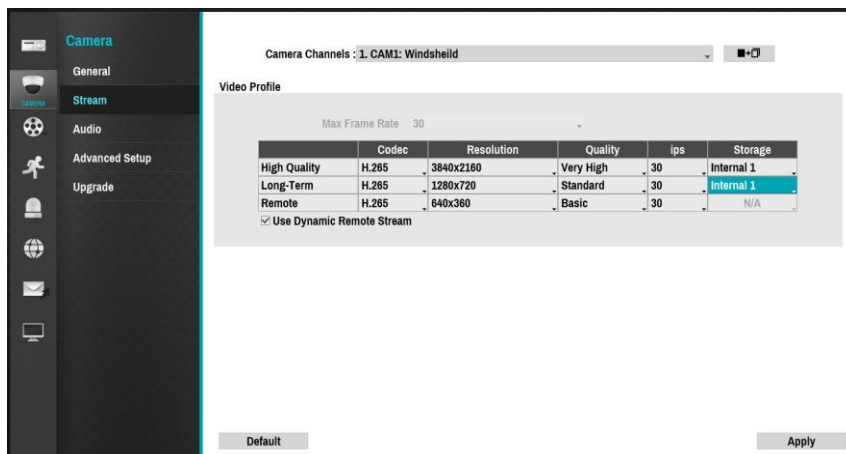 Camera
General
Stream
Audio
Advanced Setup
Upgrade
CAMERA
Camera Channels : 1. CAM1: Windsheild
Video Profile
Max Frame Rate 30
Codec Resolution Quality ips Storage
High Quality H.265 3840x2160 Very High 30 Internal 1
Long-Term H.265 1280x720 Standard 30 Internal 1
Remote H.265 640x360 Basic 30 N/A
Use Dynamic Remote Stream
Default Apply